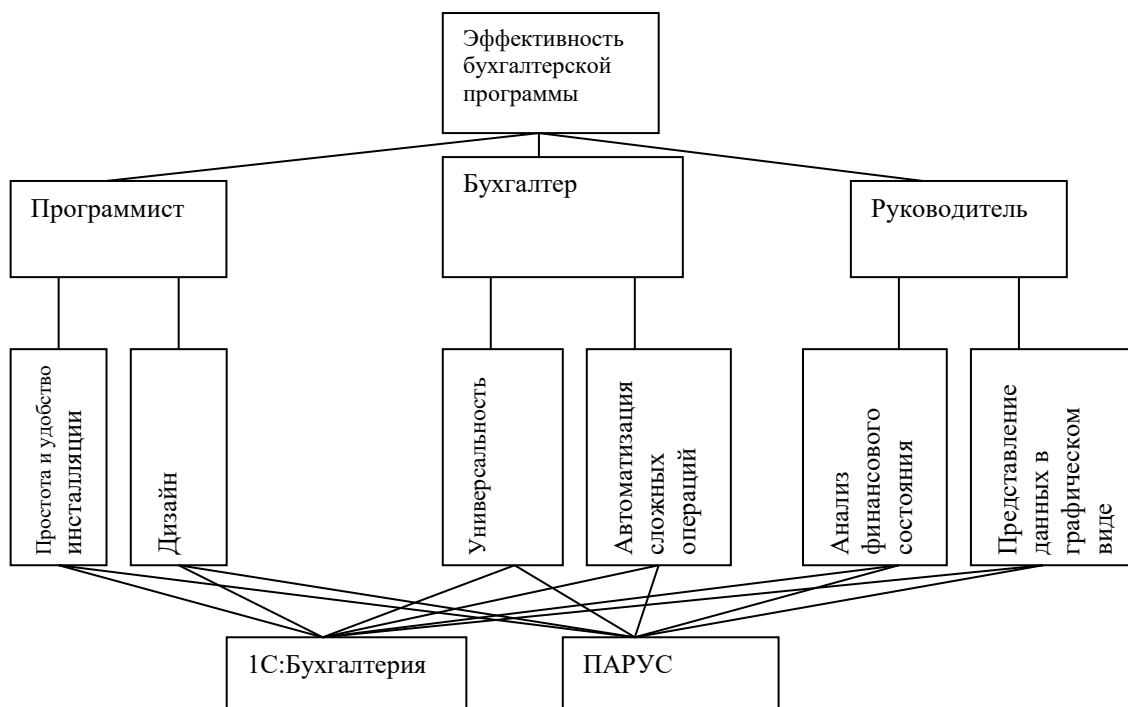 Эффективность
бухгалтерской
программы
Программист
Бухгалтер
Руководитель
Простота и удобство
инсталляции
Дизайн
Универсальность
Автоматизация
сложных
операций
Анализ
финансового
состояния
Представление
данных в
графическом
виде
1С:Бухгалтерия
ПАРУС